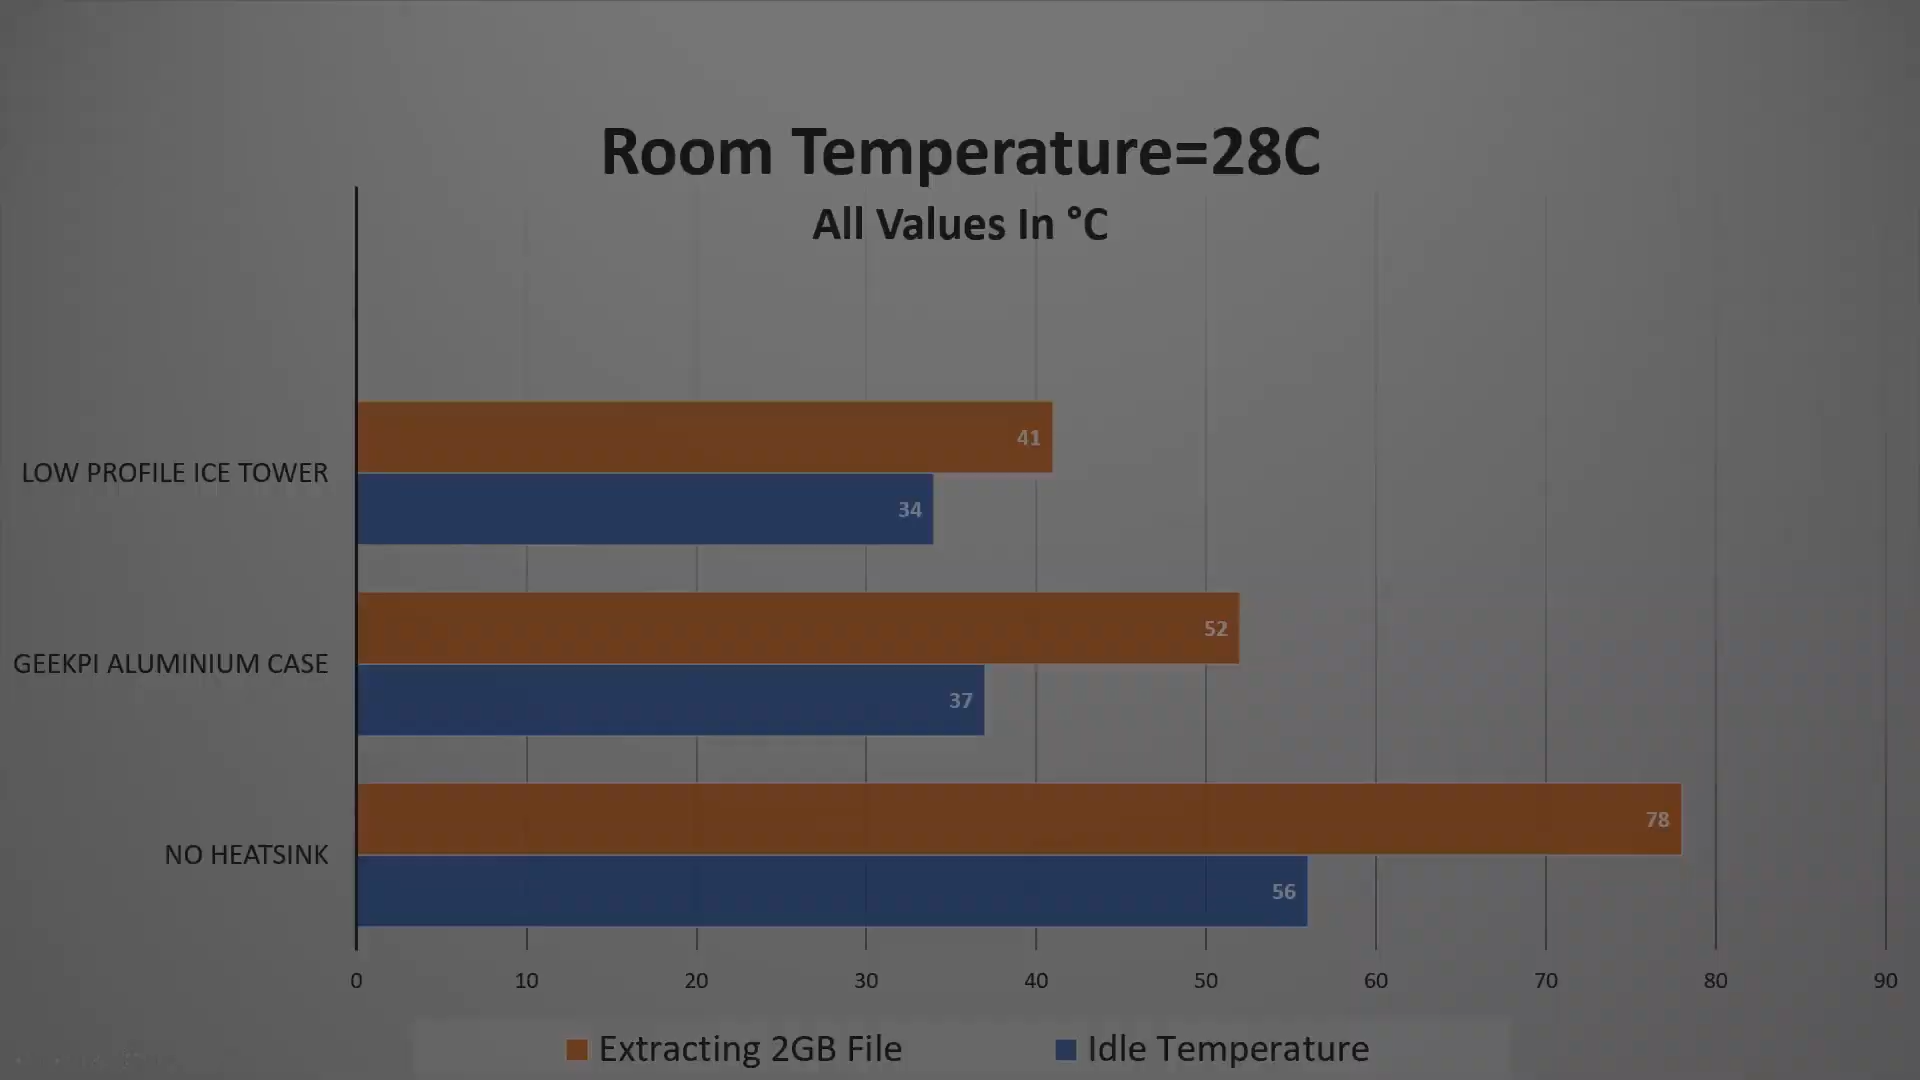 Room Temperature=28C
All Values In °C
LOW PROFILE ICE TOWER
41
34
GEEKPI ALUMINIUM CASE
52
37
NO HEATSINK
78
56
0 10 20 30 40 50 60 70 80 90
Extracting 2GB File Idle Temperature